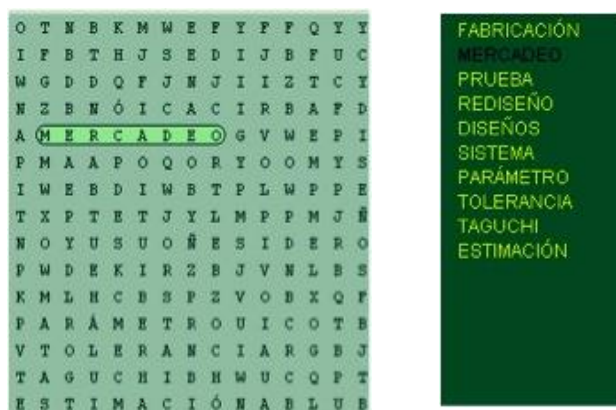 O T N B K M W E F Y F F Q Y Y
I F B T H J S E D I J B F U C
W G D D Q F J N J I I Z T C Y
N Z B N Ó I C A C I R B A F D
A M E R C A D E O G V W E P I
P M A A P O Q O R Y O O M Y S
I W E B D I W B T P L W P P E
T X P T E T J Y L M P P M J Ñ
N O Y U S U O Ñ E S I D E R O
P W D E K I R Z B J V N L B S
K M L H C B S P Z V O B X Q F
P A R Á M E T R O U I C O T B
V T O L E R A N C I A R G B J
T A G U C H I B H W U C Q P T
E S T I M A C I Ó N A B L U B
FABRICACIÓN
MERCADEO
PRUEBA
REDISEÑO
DISEÑOS
SISTEMA
PARÁMETRO
TOLERANCIA
TAGUCHI
ESTIMACIÓN